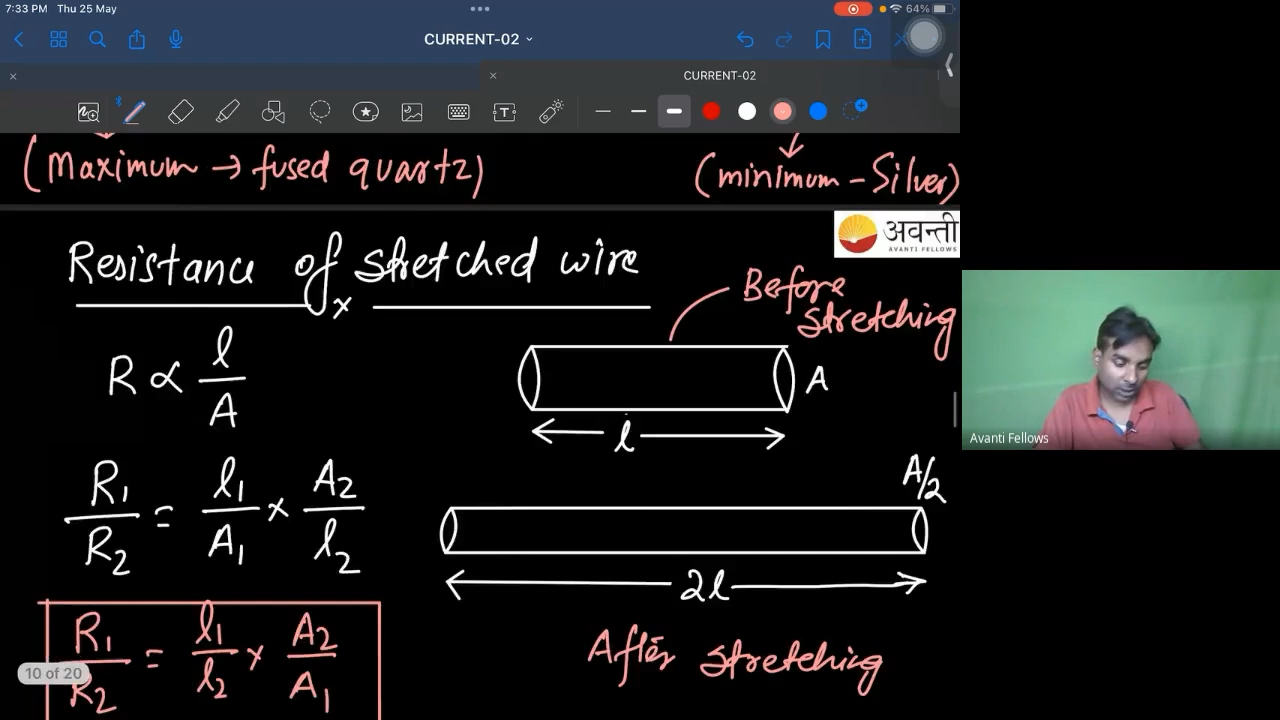 7:33 PM Thu 25 May
64%
CURRENT-02
CURRENT-02
(Maximum → fused quartz)
(minimum - Silver)
अवन्ती
AVANTI FELLOWS
Resistance of stretched wire
Before
stretching
R ∝ l/A
A
l
R1/R2 = l1/A1 × A2/l2
A/2
2l
After stretching
R1/R2 = l1/l2 × A2/A1
10 of 20
Avanti Fellows